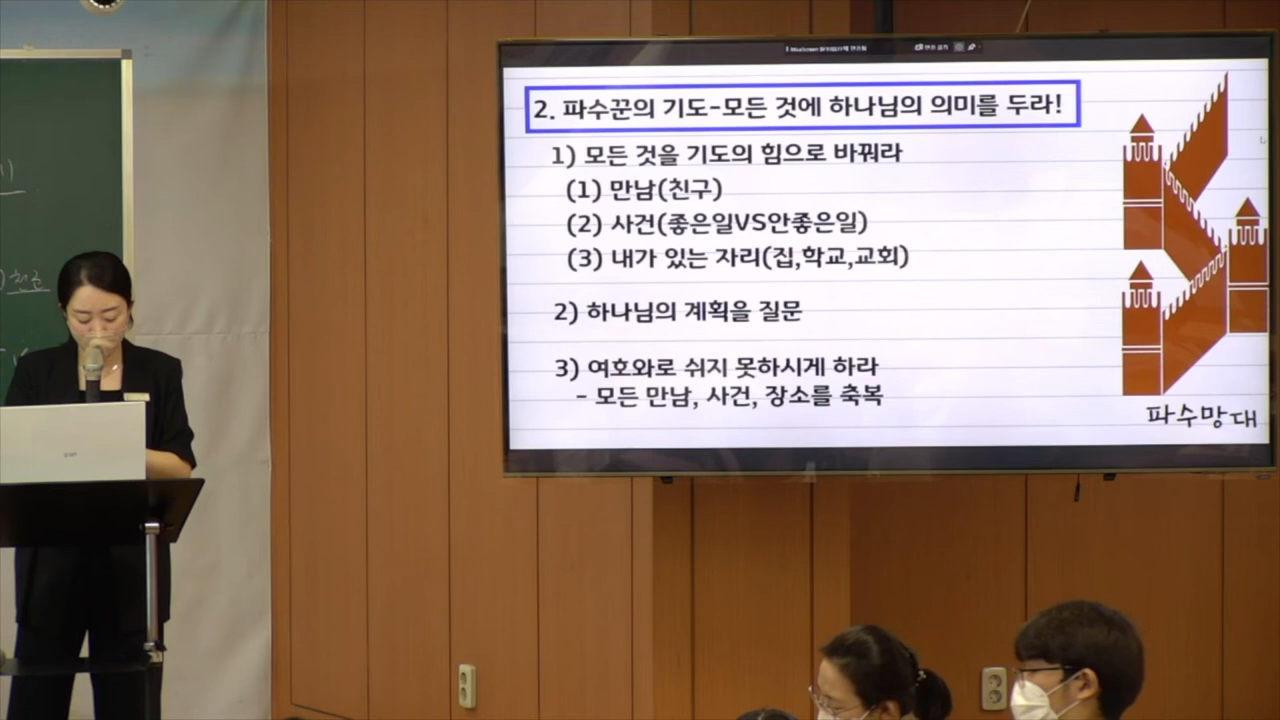 2. 파수꾼의 기도-모든 것에 하나님의 의미를 두라!
1) 모든 것을 기도의 힘으로 바꿔라
(1) 만남(친구)
(2) 사건(좋은일VS안좋은일)
(3) 내가 있는 자리(집,학교,교회)
2) 하나님의 계획을 질문
3) 여호와로 쉬지 못하시게 하라
- 모든 만남, 사건, 장소를 축복
파수망대